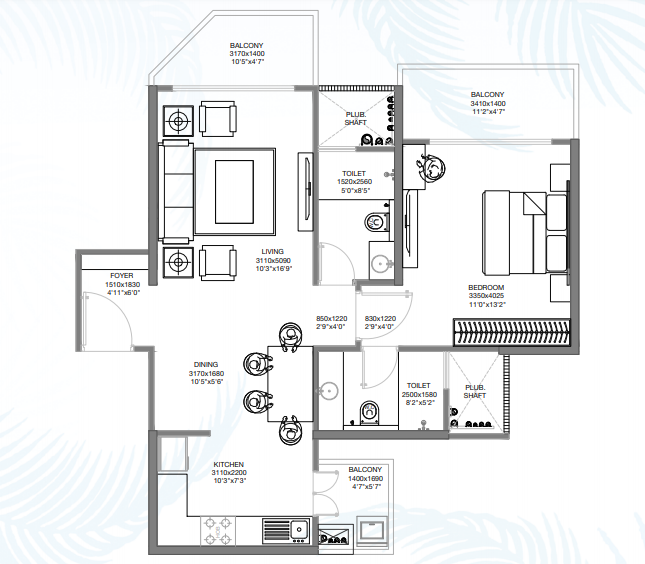 BALCONY
3170x1400
10'5"x4'7"
BALCONY
3410x1400
11'2"x4'7"
PLUB.
SHAFT
TOILET
1520x2560
5'0"x8'5"
LIVING
3110x5090
10'3"x16'9"
FOYER
1510x1830
4'11"x6'0"
BEDROOM
3350x4025
11'0"x13'2"
850x1220
2'9"x4'0"
830x1220
2'9"x4'0"
DINING
3170x1680
10'5"x5'6"
TOILET
2500x1580
8'2"x5'2"
PLUB.
SHAFT
KITCHEN
3110x2200
10'3"x7'3"
BALCONY
1400x1690
4'7"x5'7"